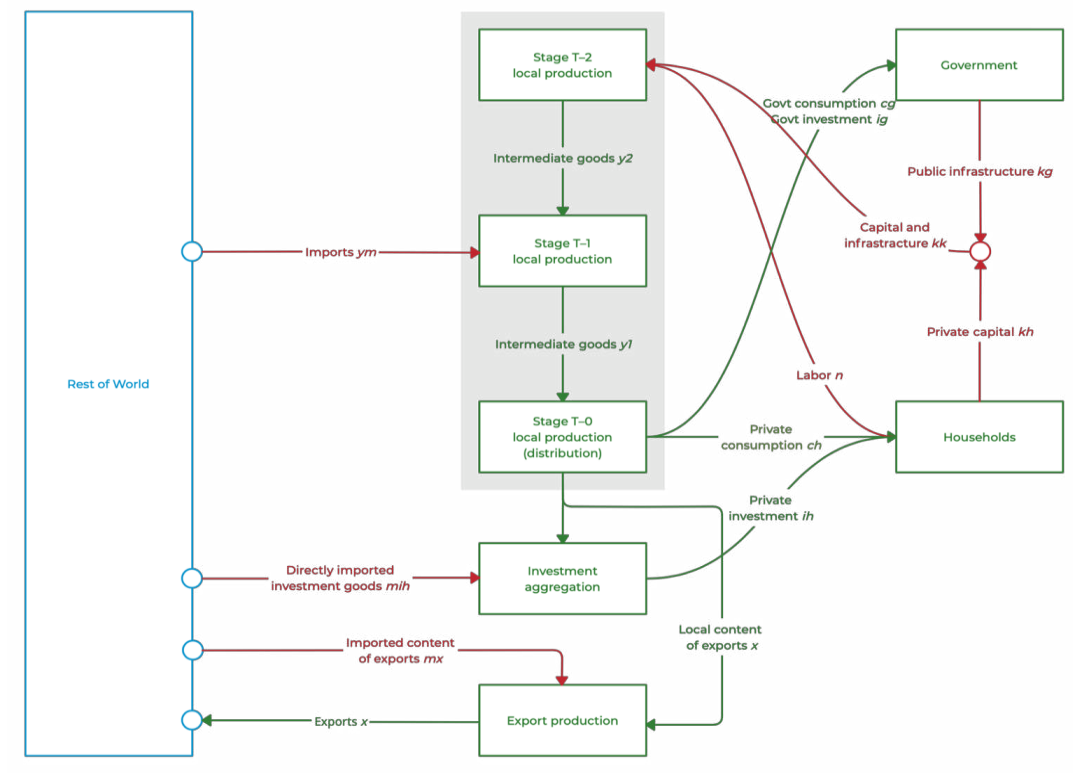 Stage T–2
local production
Government
Govt consumption cg
Govt investment ig
Intermediate goods y2
Public infrastructure kg
Capital and
infrastracture kk
Stage T–1
local production
Imports ym
Private capital kh
Intermediate goods y1
Labor n
Rest of World
Stage T–0
local production
(distribution)
Private
consumption ch
Households
Private
investment ih
Directly imported
investment goods mih
Investment
aggregation
Local content
of exports x
Imported content
of exports mx
Exports x
Export production